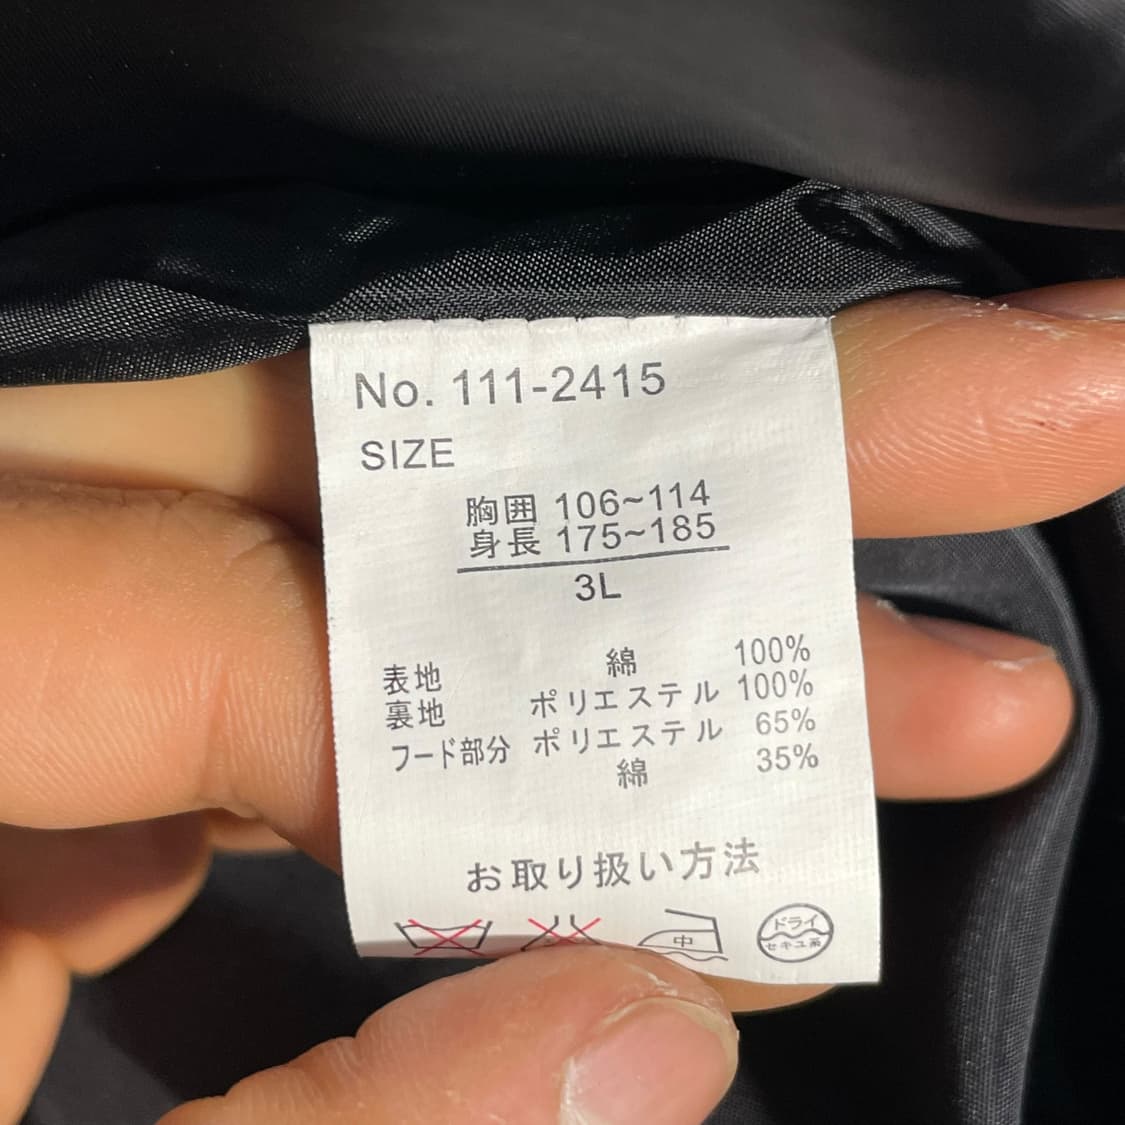 No. 111-2415
SIZE
胸囲 106~114
身長 175~185
3L
表地 綿 100%
裏地 ポリエステル 100%
フード部分 ポリエステル 65%
綿 35%
お取り扱い方法
中 ドライ
セキユ系